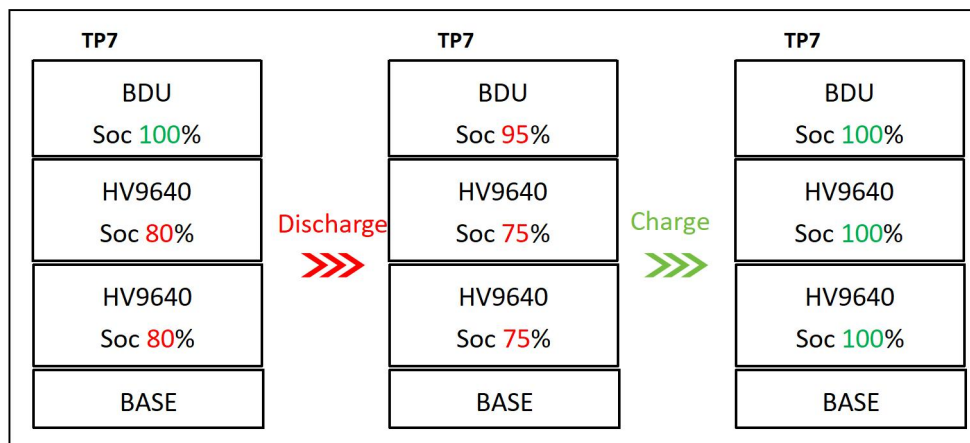 TP7
BDU
Soc 100%
HV9640
Soc 80%
HV9640
Soc 80%
BASE
Discharge
TP7
BDU
Soc 95%
HV9640
Soc 75%
HV9640
Soc 75%
BASE
Charge
TP7
BDU
Soc 100%
HV9640
Soc 100%
HV9640
Soc 100%
BASE